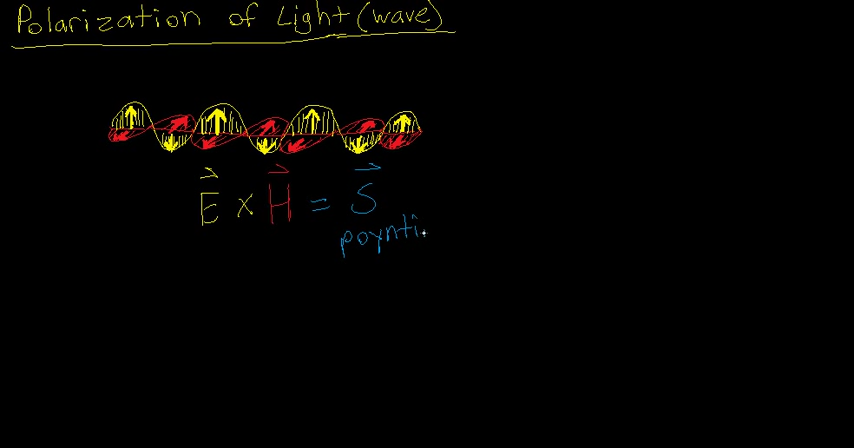 Polarization of Light (wave)
E × H = S
poynti